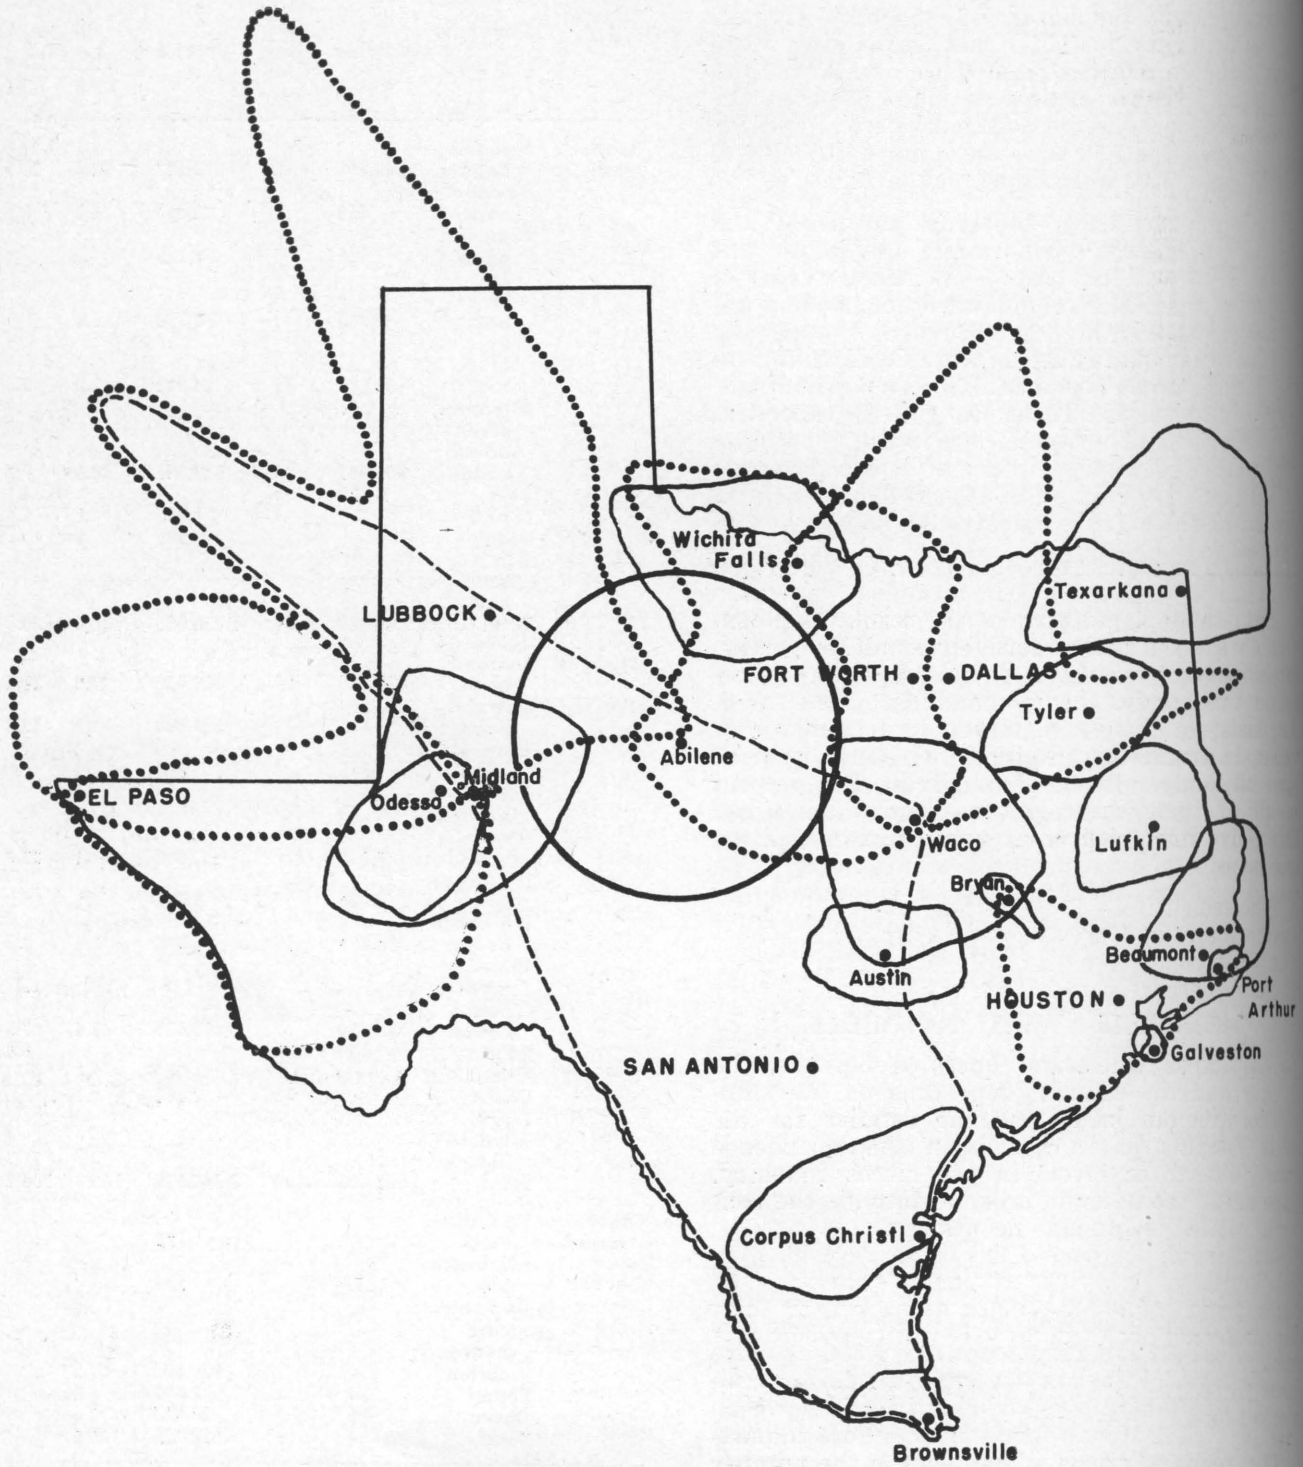 Wichita
Falls
Texarkana
LUBBOCK
FORT WORTH
DALLAS
Tyler
Abilene
Midland
Odessa
EL PASO
Waco
Lufkin
Bryan
Beaumont
Austin
Port
Arthur
HOUSTON
Galveston
SAN ANTONIO
Corpus Christi
Brownsville